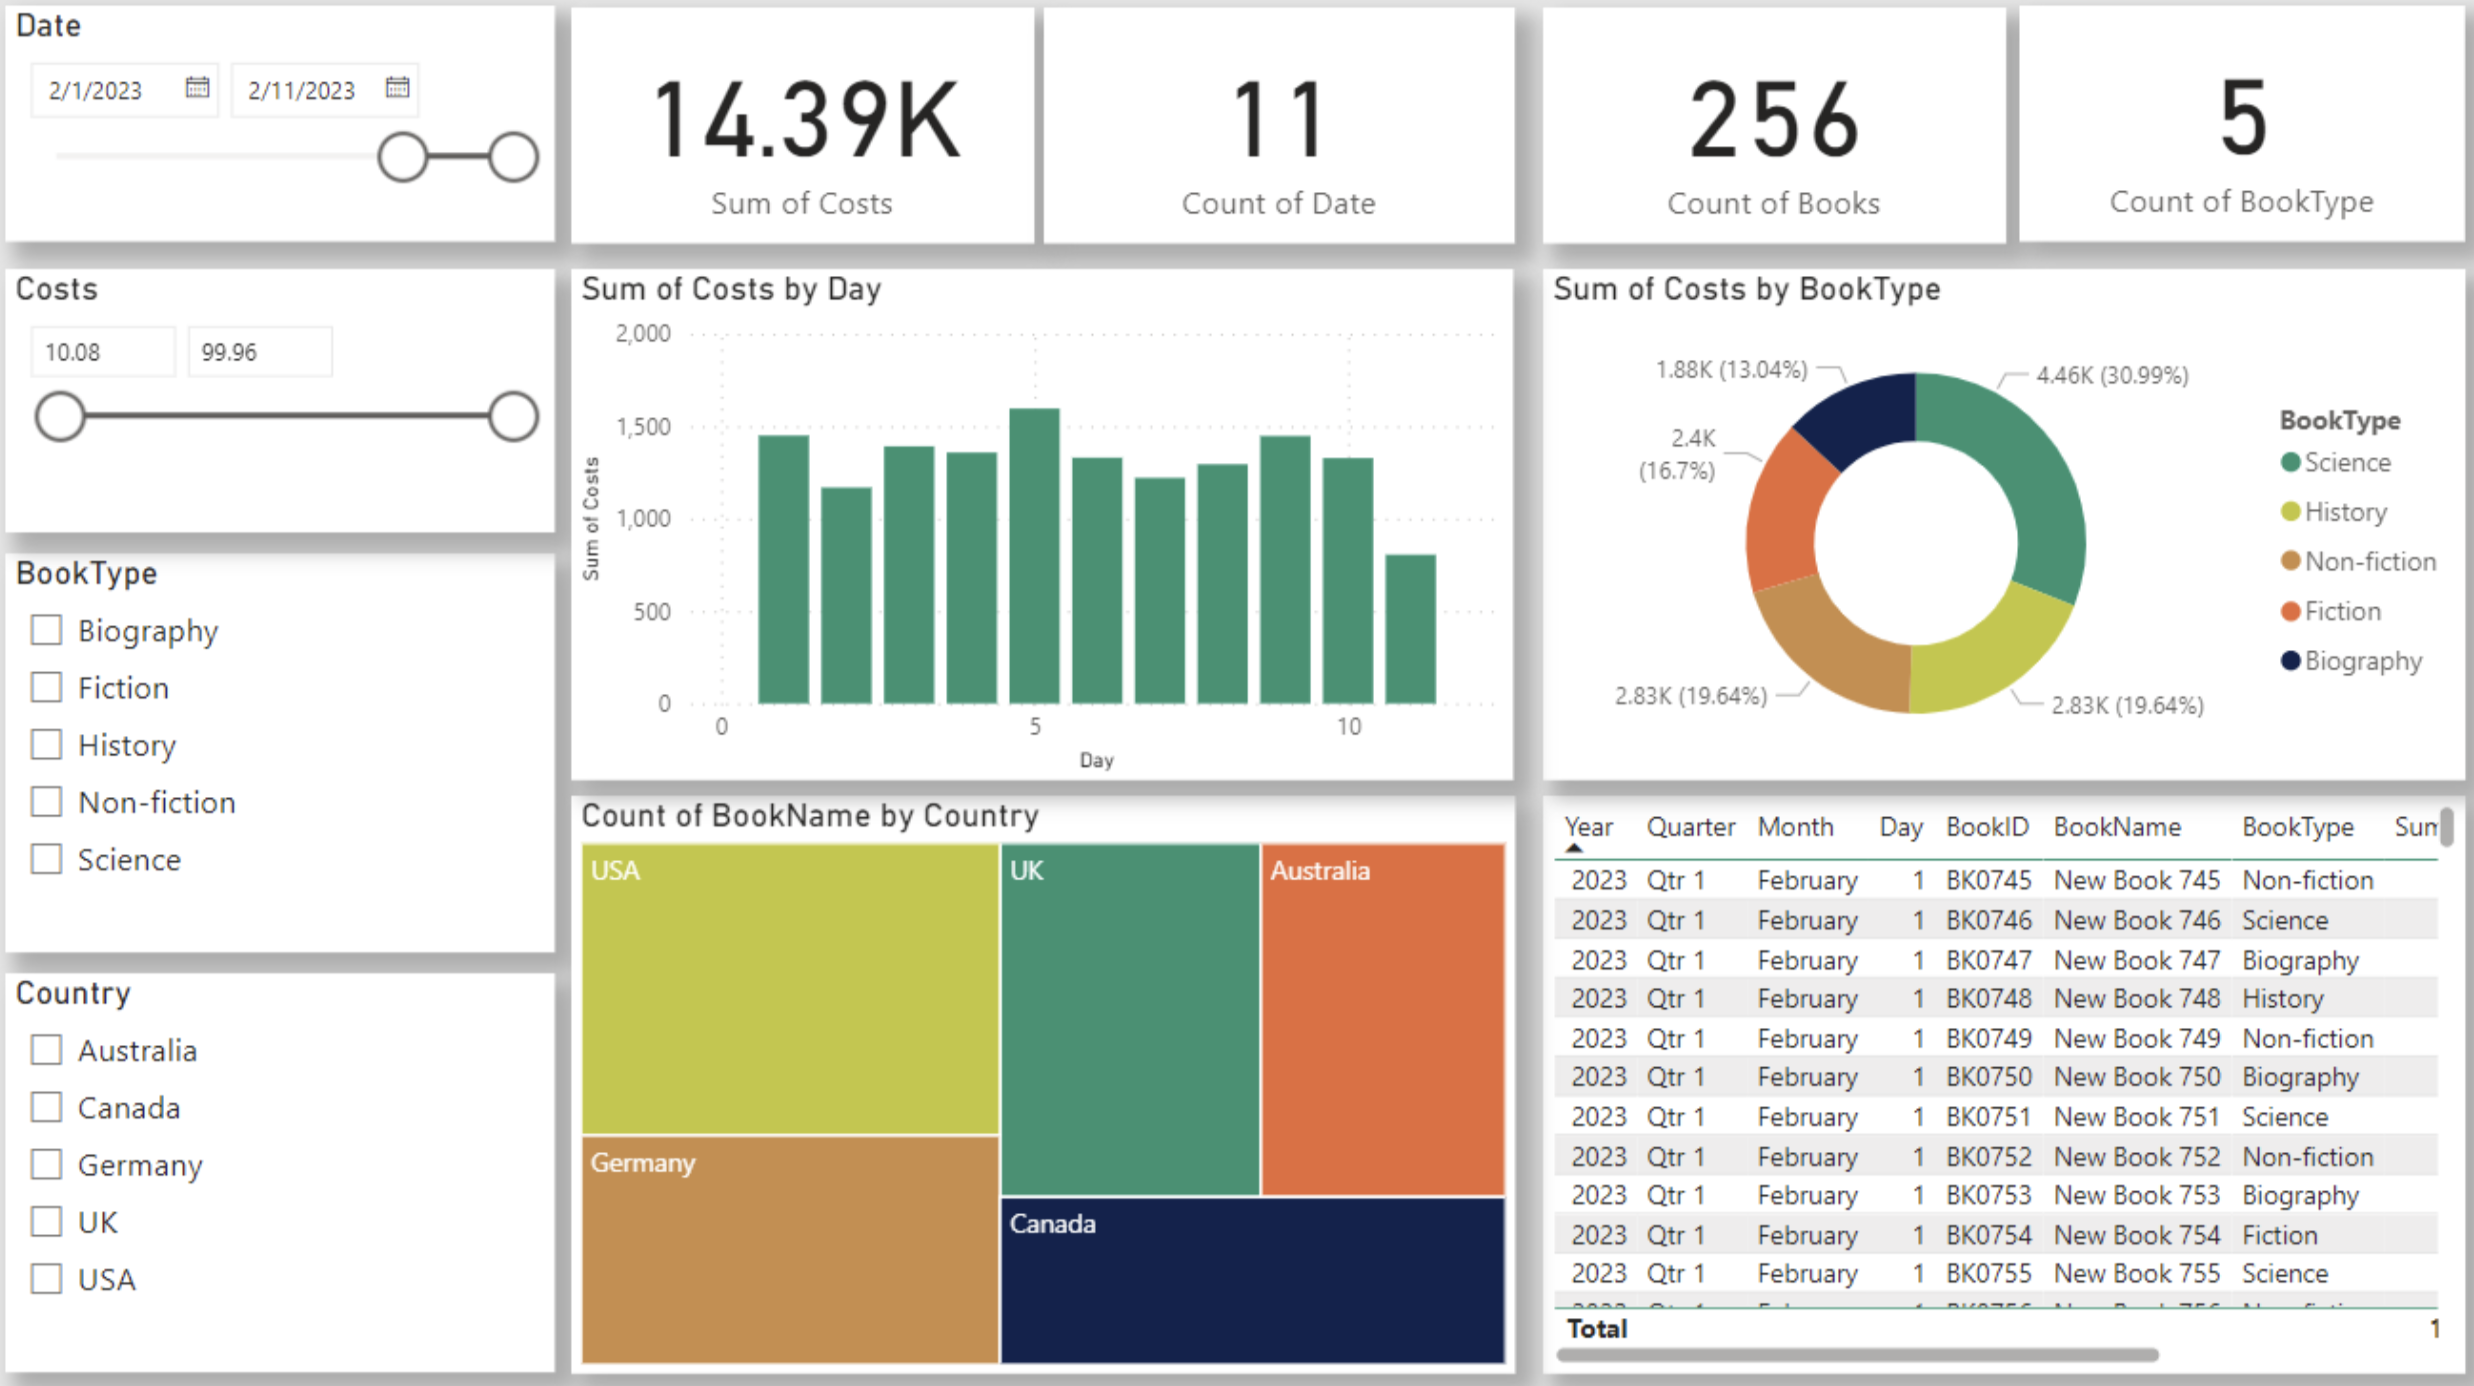 Date
2/1/2023 2/11/2023
14.39K
Sum of Costs
11
Count of Date
256
Count of Books
5
Count of BookType
Costs
10.08 99.96
BookType
Biography
Fiction
History
Non-fiction
Science
Country
Australia
Canada
Germany
UK
USA
Sum of Costs by Day
2,000
1,500
1,000
500
0
Sum of Costs
0 5 10
Day
Sum of Costs by BookType
1.88K (13.04%)
4.46K (30.99%)
2.4K
(16.7%)
2.83K (19.64%)
2.83K (19.64%)
BookType
Science
History
Non-fiction
Fiction
Biography
Count of BookName by Country
USA
UK
Australia
Germany
Canada
Year Quarter Month Day BookID BookName BookType Sum
2023 Qtr 1 February 1 BK0745 New Book 745 Non-fiction
2023 Qtr 1 February 1 BK0746 New Book 746 Science
2023 Qtr 1 February 1 BK0747 New Book 747 Biography
2023 Qtr 1 February 1 BK0748 New Book 748 History
2023 Qtr 1 February 1 BK0749 New Book 749 Non-fiction
2023 Qtr 1 February 1 BK0750 New Book 750 Biography
2023 Qtr 1 February 1 BK0751 New Book 751 Science
2023 Qtr 1 February 1 BK0752 New Book 752 Non-fiction
2023 Qtr 1 February 1 BK0753 New Book 753 Biography
2023 Qtr 1 February 1 BK0754 New Book 754 Fiction
2023 Qtr 1 February 1 BK0755 New Book 755 Science
Total 1